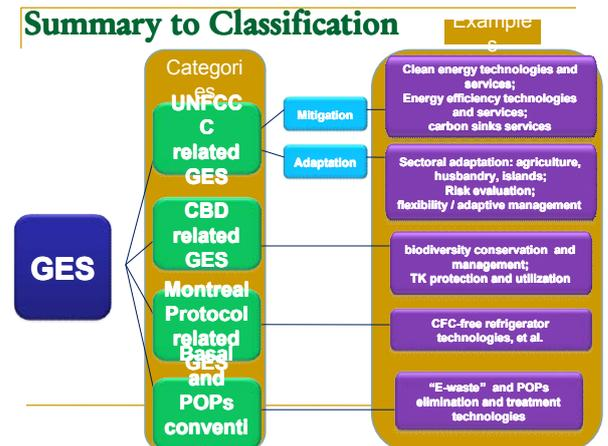 Summary to Classification
Example
s
Categori
es
UNFCC
C
related
GES
Mitigation
Adaptation
Clean energy technologies and
services;
Energy efficiency technologies
and services;
carbon sinks services
Sectoral adaptation: agriculture,
husbandry, islands;
Risk evaluation;
flexibility / adaptive management
GES
CBD
related
GES
biodiversity conservation and
management;
TK protection and utilization
Montreal
Protocol
related
GES
CFC-free refrigerator
technologies, et al.
Basal
and
POPs
conventi
“E-waste” and POPs
elimination and treatment
technologies